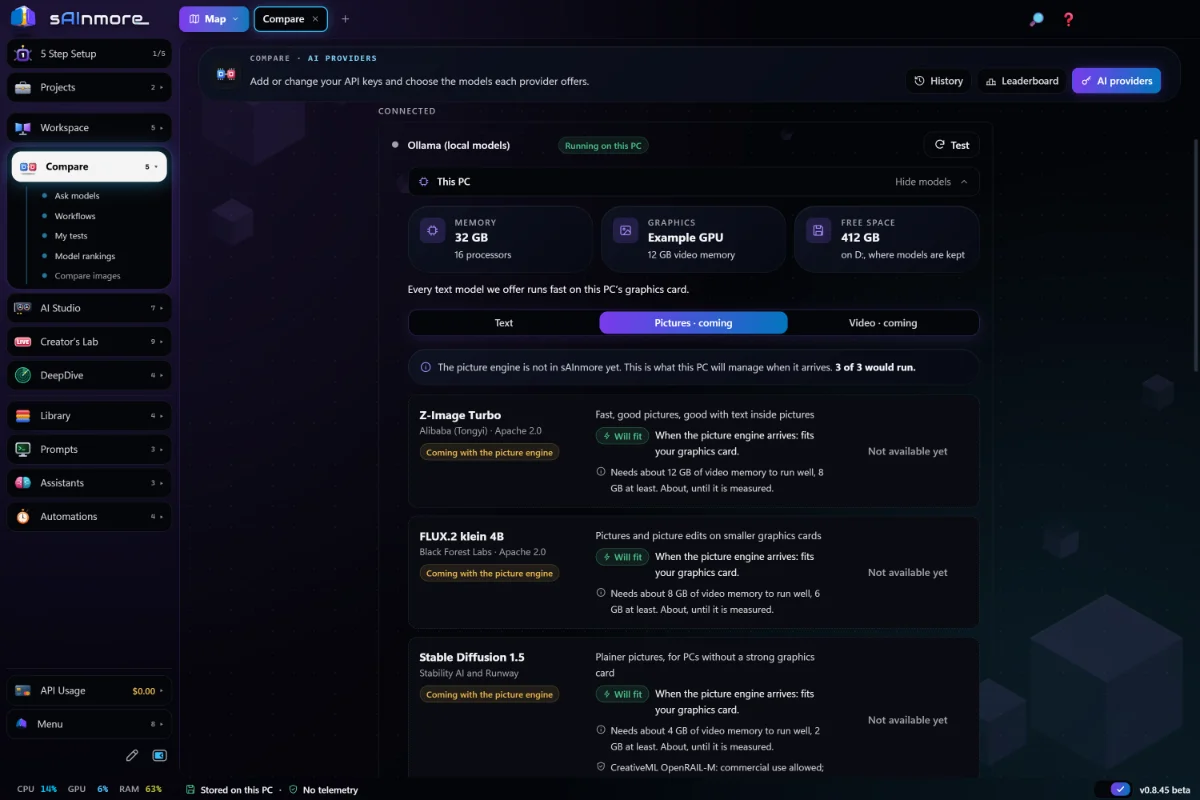 sAInmore
Map
Compare ×
+
?
5 Step Setup 1/5
Projects 2
Workspace 5
Compare 5
Ask models
Workflows
My tests
Model rankings
Compare images
AI Studio 7
LIVE Creator's Lab 9
DeepDive 4
Library 4
Prompts 3
Assistants 3
Automations 4
API Usage $0.00
Menu 8
CPU 14% GPU 6% RAM 63%
COMPARE · AI PROVIDERS
Add or change your API keys and choose the models each provider offers.
History
Leaderboard
AI providers
CONNECTED
Ollama (local models) Running on this PC Test
This PC Hide models
MEMORY
32 GB
16 processors
GRAPHICS
Example GPU
12 GB video memory
FREE SPACE
412 GB
on D:, where models are kept
Every text model we offer runs fast on this PC's graphics card.
Text Pictures · coming Video · coming
The picture engine is not in sAInmore yet. This is what this PC will manage when it arrives. 3 of 3 would run.
Z-Image Turbo
Alibaba (Tongyi) · Apache 2.0
Coming with the picture engine
Fast, good pictures, good with text inside pictures
Will fit When the picture engine arrives: fits
your graphics card.
Needs about 12 GB of video memory to run well, 8
GB at least. About, until it is measured.
Not available yet
FLUX.2 klein 4B
Black Forest Labs · Apache 2.0
Coming with the picture engine
Pictures and picture edits on smaller graphics cards
Will fit When the picture engine arrives: fits
your graphics card.
Needs about 8 GB of video memory to run well, 6
GB at least. About, until it is measured.
Not available yet
Stable Diffusion 1.5
Stability AI and Runway
Coming with the picture engine
Plainer pictures, for PCs without a strong graphics
card
Will fit When the picture engine arrives: fits
your graphics card.
Needs about 4 GB of video memory to run well, 2
GB at least. About, until it is measured.
CreativeML OpenRAIL-M: commercial use allowed;
Not available yet
Stored on this PC · No telemetry
v0.8.45 beta